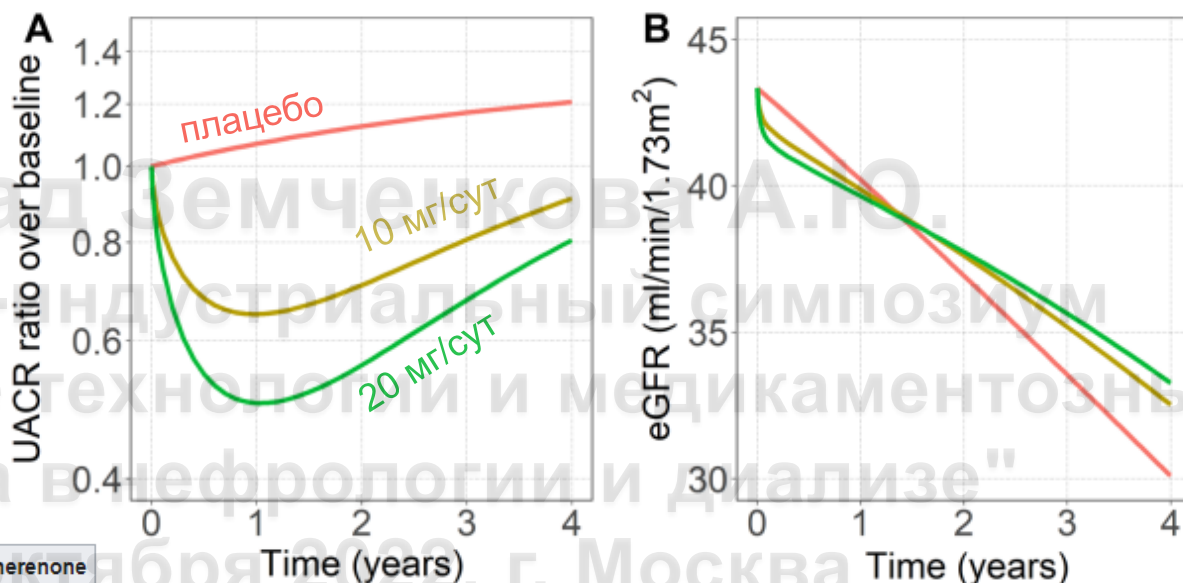 A
UACR ratio over baseline
1.4
1.2
1.0
0.8
0.6
0.4
плацебо
10 мг/сут
20 мг/сут
0 1 2 3 4
Time (years)
B
eGFR (ml/min/1.73m²)
45
40
35
30
0 1 2 3 4
Time (years)
Земченкова А.Ю.
индустриальный симпозиум
технологии и медикаментозн
в нефрологии и диализе"
2022, г. Москва